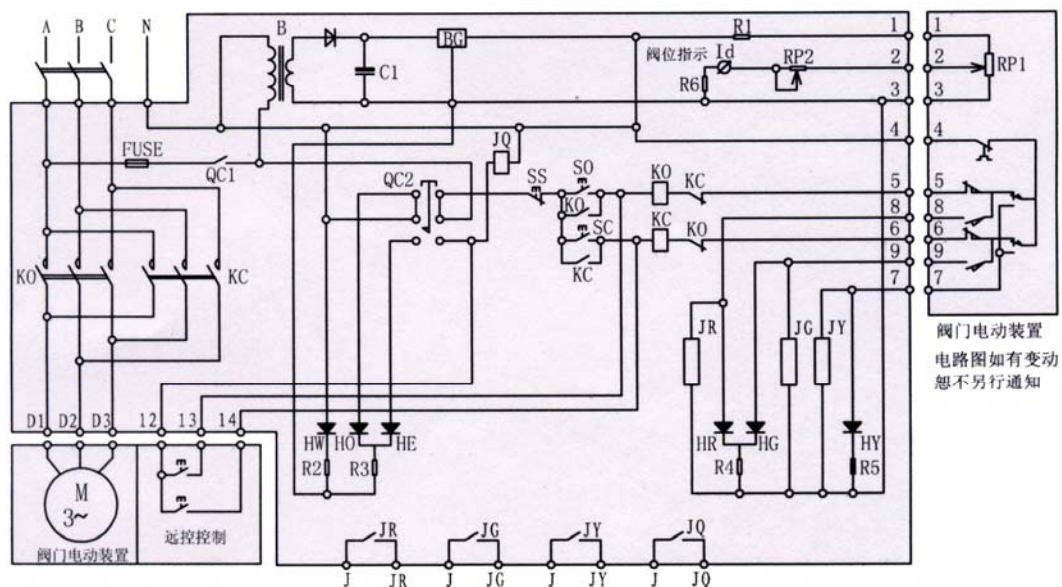 A B C N
B
C1
BG
R1
1
1
阀位指示 Id
RP2
2
2
RP1
R6
3
3
JQ
4
4
FUSE
QC1
QC2
SS
SO
KO
KC
5
5
KO
SC
KC
KO
8
8
6
6
KC
9
9
KO
KC
7
7
JR
JG
JY
阀门电动装置
电路图如有变动
恕不另行通知
D1 D2 D3 12 13 14
HW
HO
HE
HR
HG
HY
R2
R3
R4
R5
M
3~
阀门电动装置
远控控制
JR
JG
JY
JQ
J JR J JG J JY J JQ